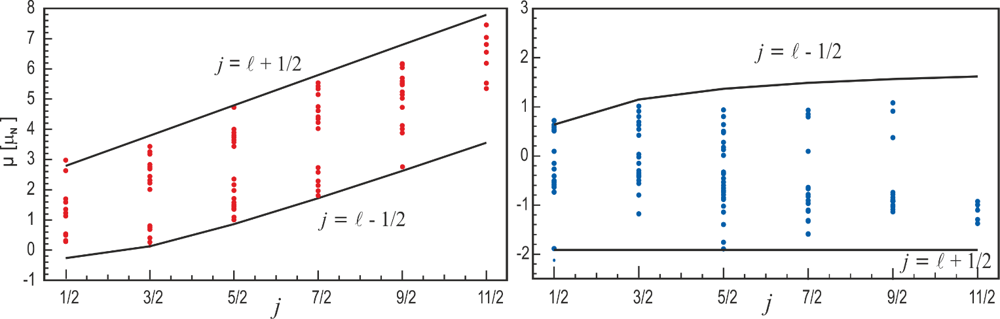 μ [μN]
8
7
6
5
4
3
2
1
0
-1
j = ℓ + 1/2
j = ℓ - 1/2
1/2 3/2 5/2 7/2 9/2 11/2
j
3
2
1
0
-1
-2
j = ℓ - 1/2
j = ℓ + 1/2
1/2 3/2 5/2 7/2 9/2 11/2
j